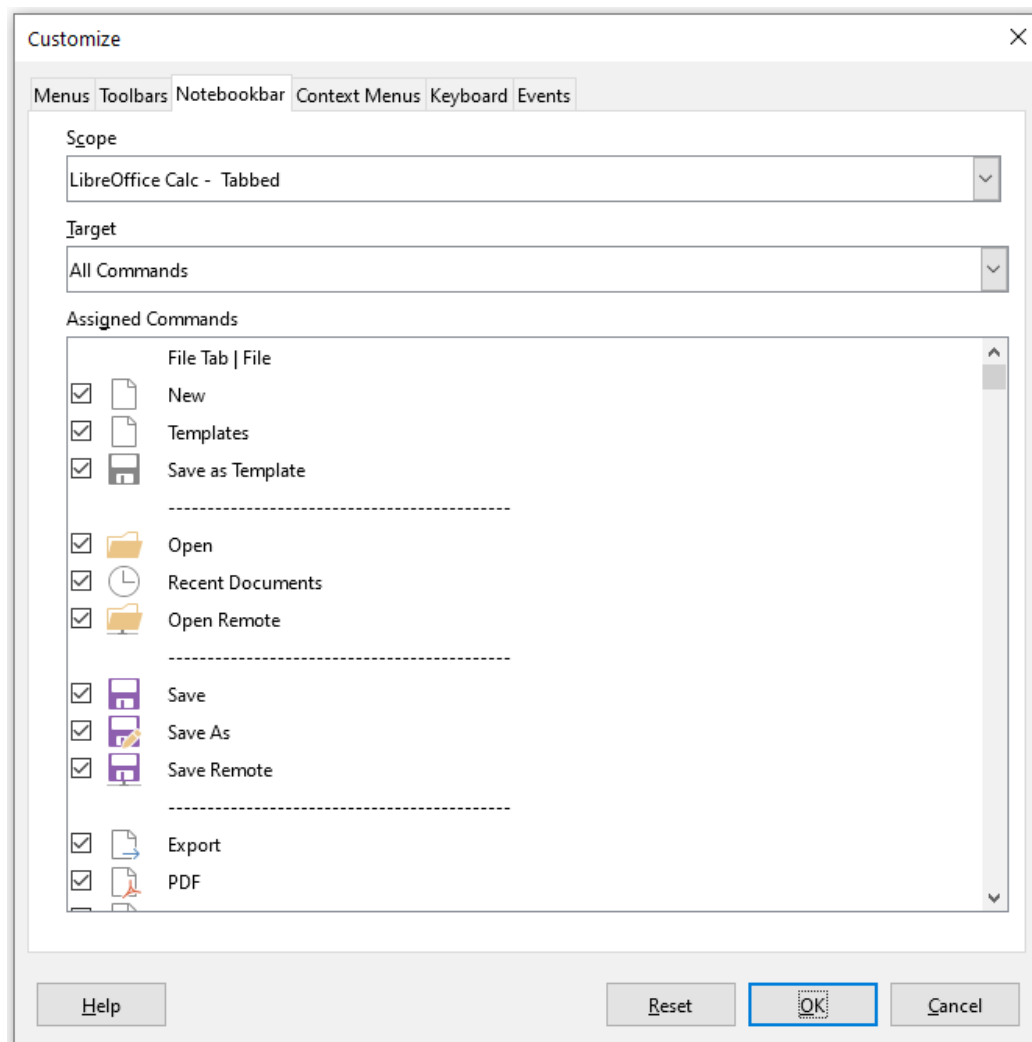 Customize
Menus Toolbars Notebookbar Context Menus Keyboard Events
Scope
LibreOffice Calc - Tabbed
Target
All Commands
Assigned Commands
File Tab | File
New
Templates
Save as Template
--------------------------------------------
Open
Recent Documents
Open Remote
--------------------------------------------
Save
Save As
Save Remote
--------------------------------------------
Export
PDF
Help Reset OK Cancel